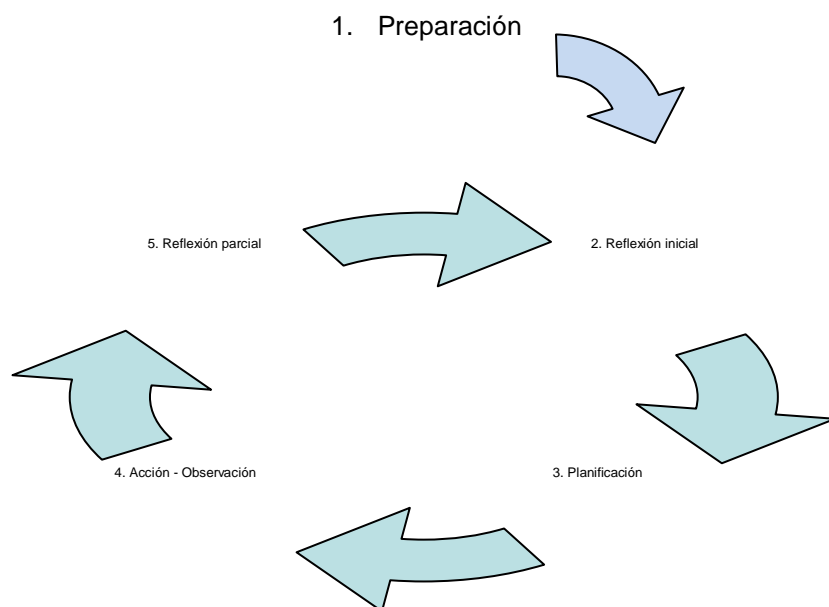 1. Preparación
5. Reflexión parcial
2. Reflexión inicial
4. Acción - Observación
3. Planificación